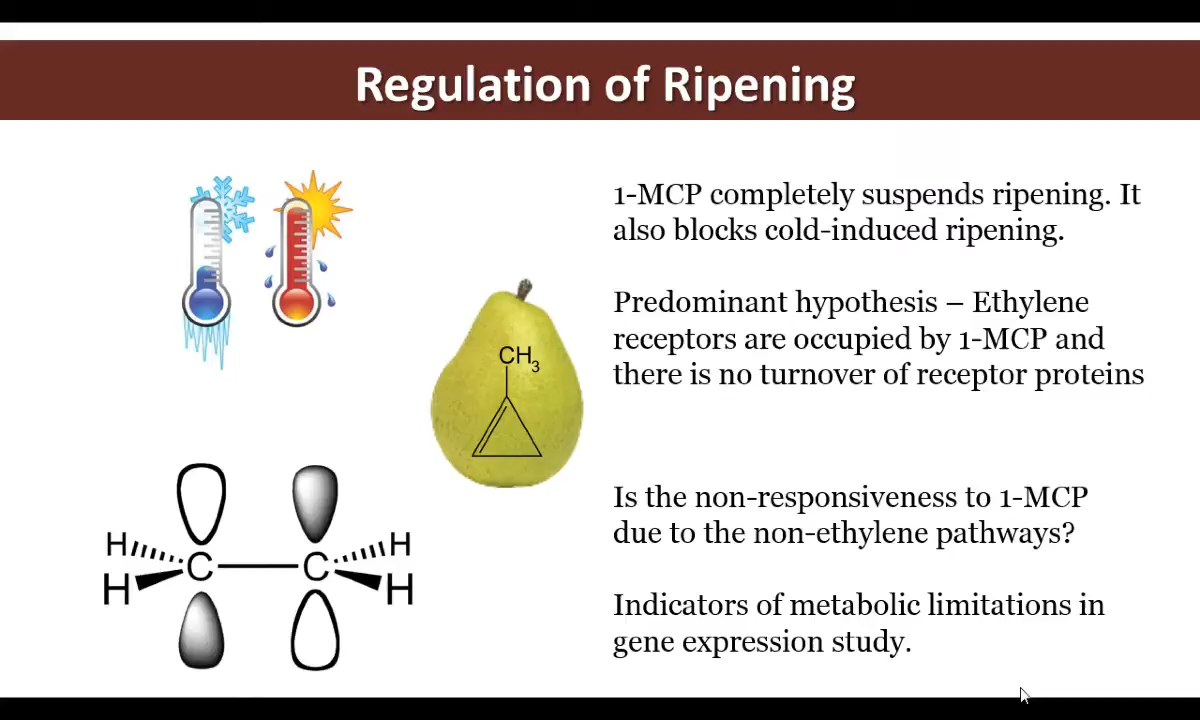 Regulation of Ripening
1-MCP completely suspends ripening. It
also blocks cold-induced ripening.
Predominant hypothesis – Ethylene
receptors are occupied by 1-MCP and
there is no turnover of receptor proteins
CH3
Is the non-responsiveness to 1-MCP
due to the non-ethylene pathways?
H C C H
H H
Indicators of metabolic limitations in
gene expression study.